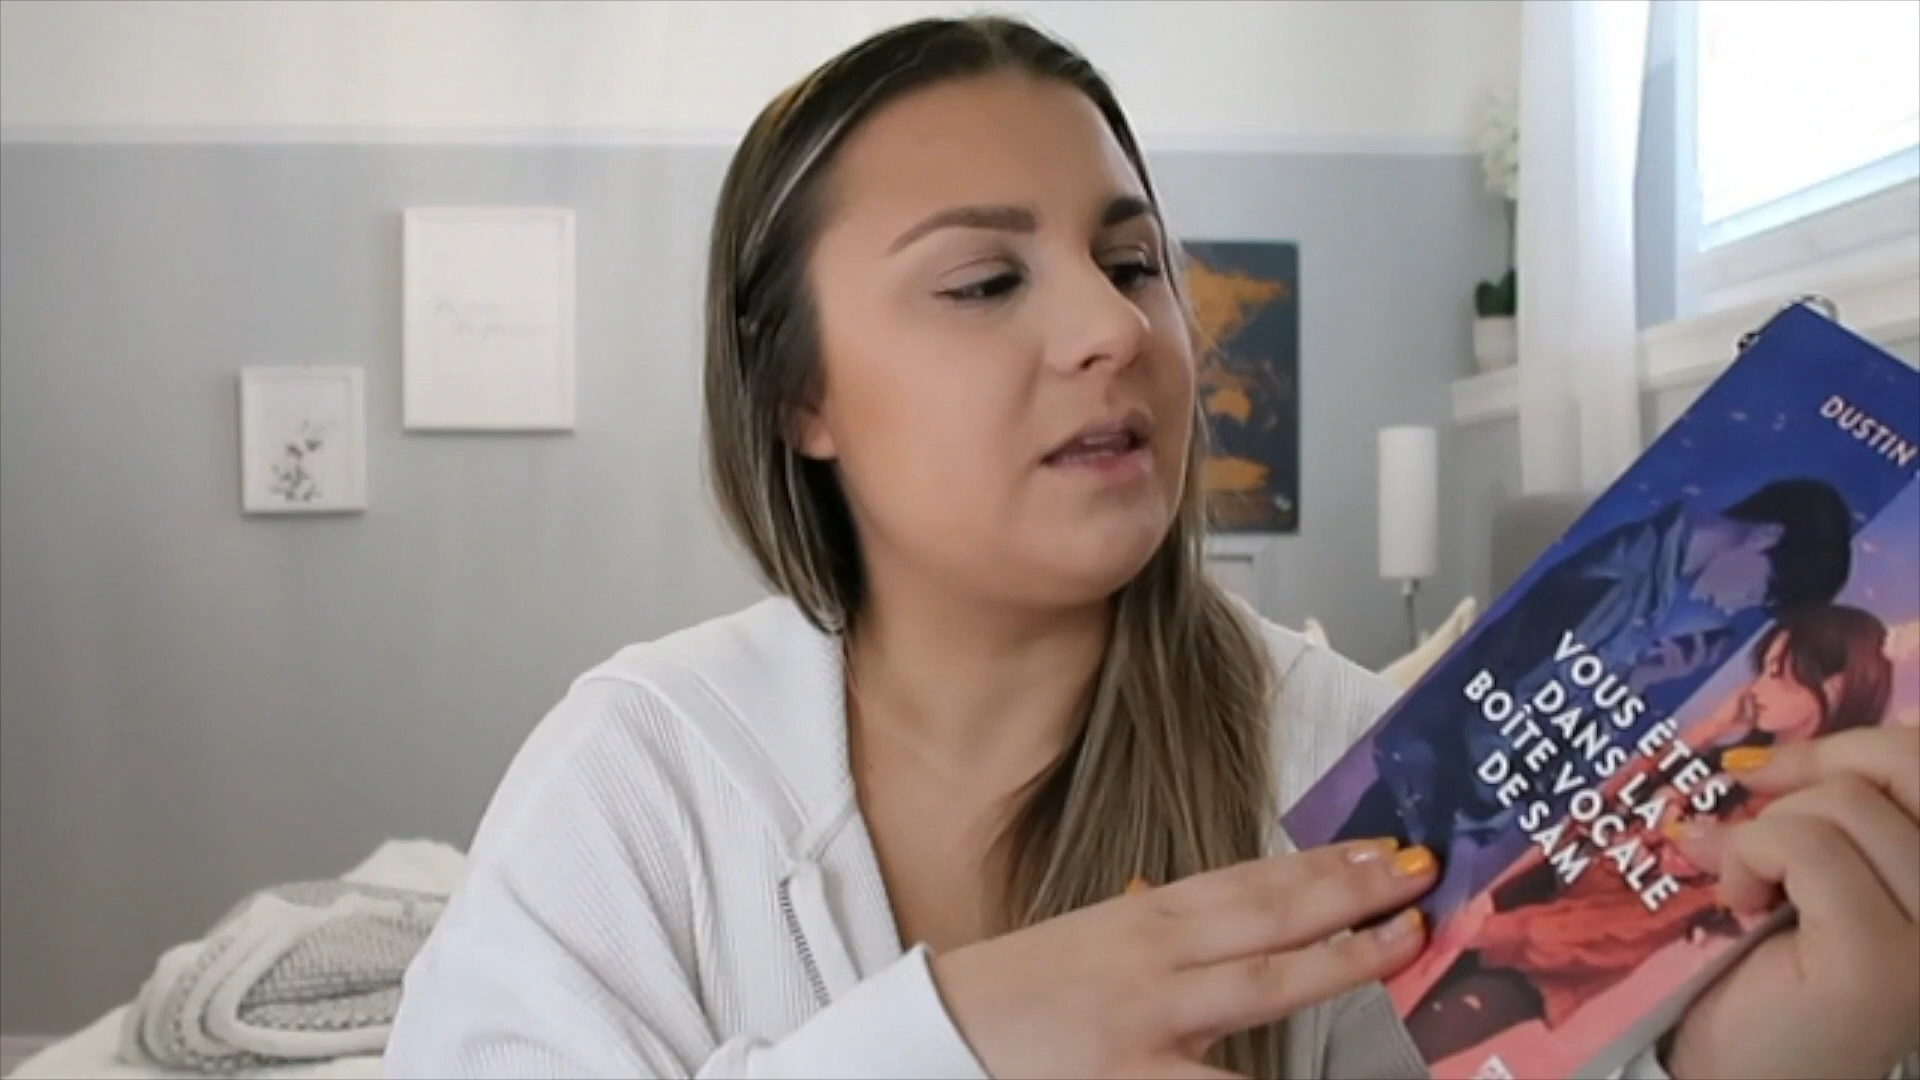 DUSTIN
VOUS ÊTES
DANS LA
BOÎTE VOCALE
DE SAM